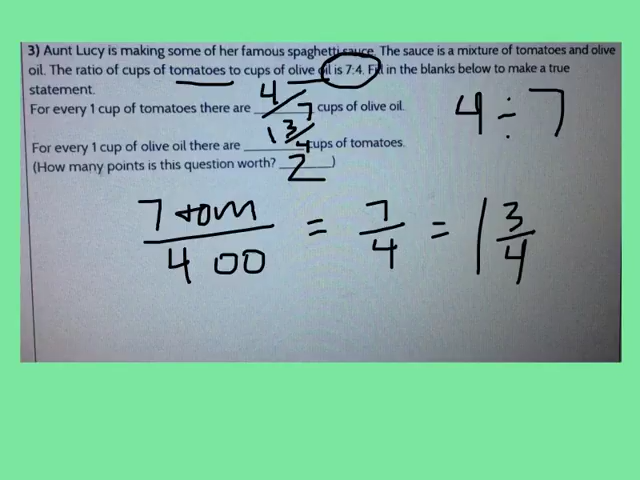 3) Aunt Lucy is making some of her famous spaghetti sauce. The sauce is a mixture of tomatoes and olive
oil. The ratio of cups of tomatoes to cups of olive oil is 7:4. Fill in the blanks below to make a true
statement.
For every 1 cup of tomatoes there are 4/7 cups of olive oil.
4 ÷ 7
For every 1 cup of olive oil there are 1 3/4 cups of tomatoes.
(How many points is this question worth? 2)
7 tom / 4 OO = 7/4 = 1 3/4